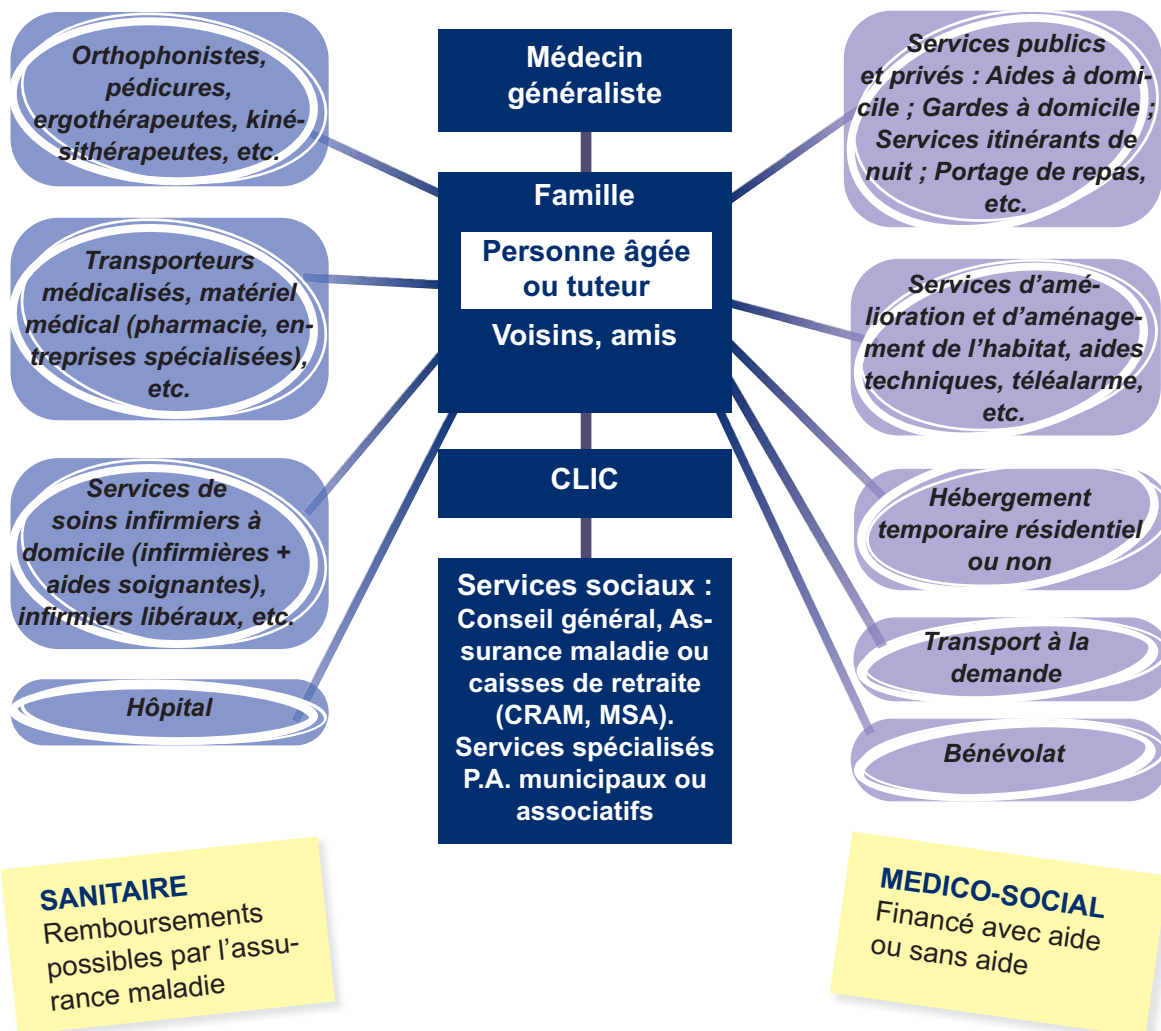 Orthophonistes,
pédicures,
ergothérapeutes, kiné-
sithérapeutes, etc.
Transporteurs
médicalisés, matériel
médical (pharmacie, en-
treprises spécialisées),
etc.
Services de
soins infirmiers à
domicile (infirmières +
aides soignantes),
infirmiers libéraux, etc.
Hôpital
Médecin
généraliste
Famille
Personne âgée
ou tuteur
Voisins, amis
CLIC
Services sociaux :
Conseil général, As-
surance maladie ou
caisses de retraite
(CRAM, MSA).
Services spécialisés
P.A. municipaux ou
associatifs
Services publics
et privés : Aides à domi-
cile ; Gardes à domicile ;
Services itinérants de
nuit ; Portage de repas,
etc.
Services d’amé-
lioration et d’aménage-
ment de l’habitat, aides
techniques, téléalarme,
etc.
Hébergement
temporaire résidentiel
ou non
Transport à la
demande
Bénévolat
SANITAIRE
Remboursements
possibles par l’assu-
rance maladie
MEDICO-SOCIAL
Financé avec aide
ou sans aide